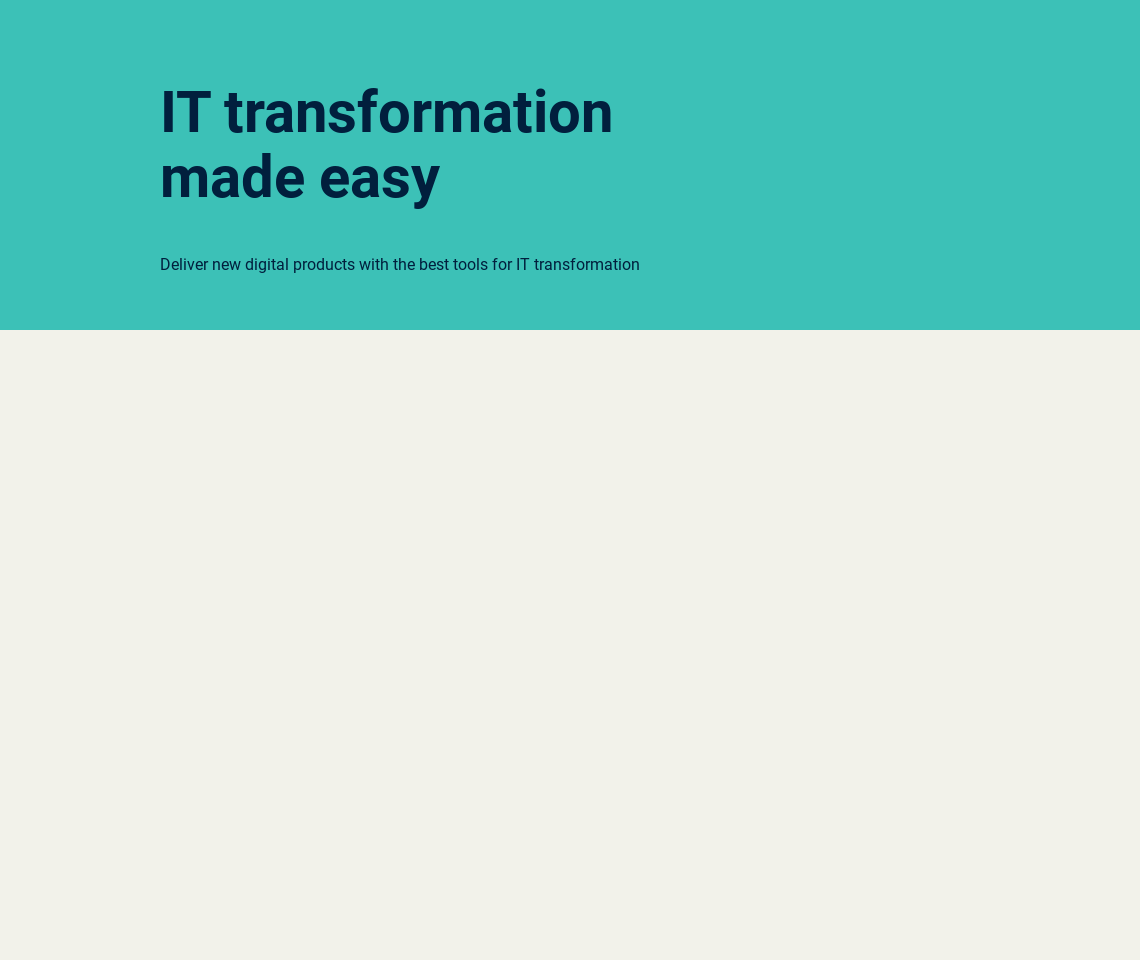 IT transformation
made easy
Deliver new digital products with the best tools for IT transformation